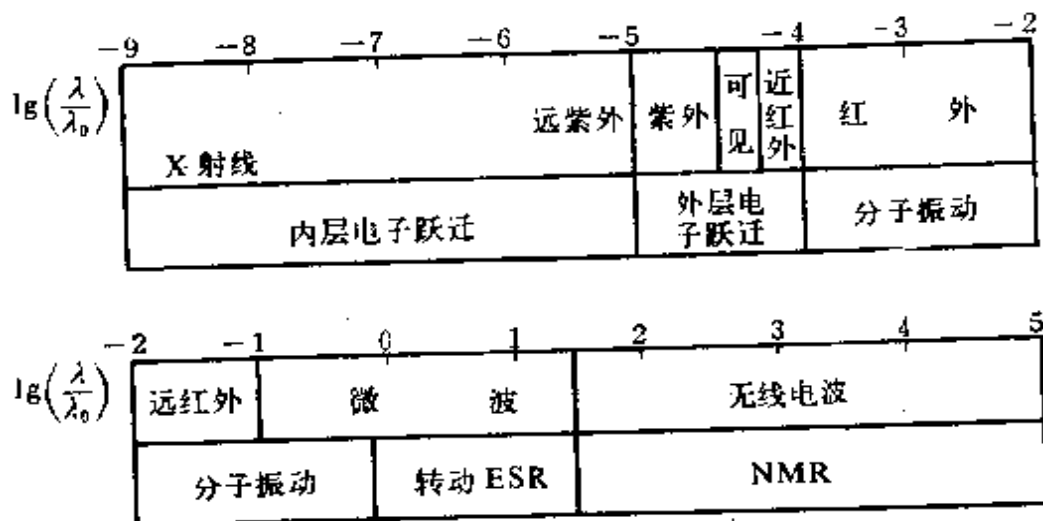 -9 -8 -7 -6 -5 -4 -3 -2
lg(λ/λ₀)
X 射线 远紫外 紫外 可见 近红外 红 外
内层电子跃迁 外层电子跃迁 分子振动
-2 -1 0 1 2 3 4 5
lg(λ/λ₀)
远红外 微 波 无线电波
分子振动 转动 ESR NMR